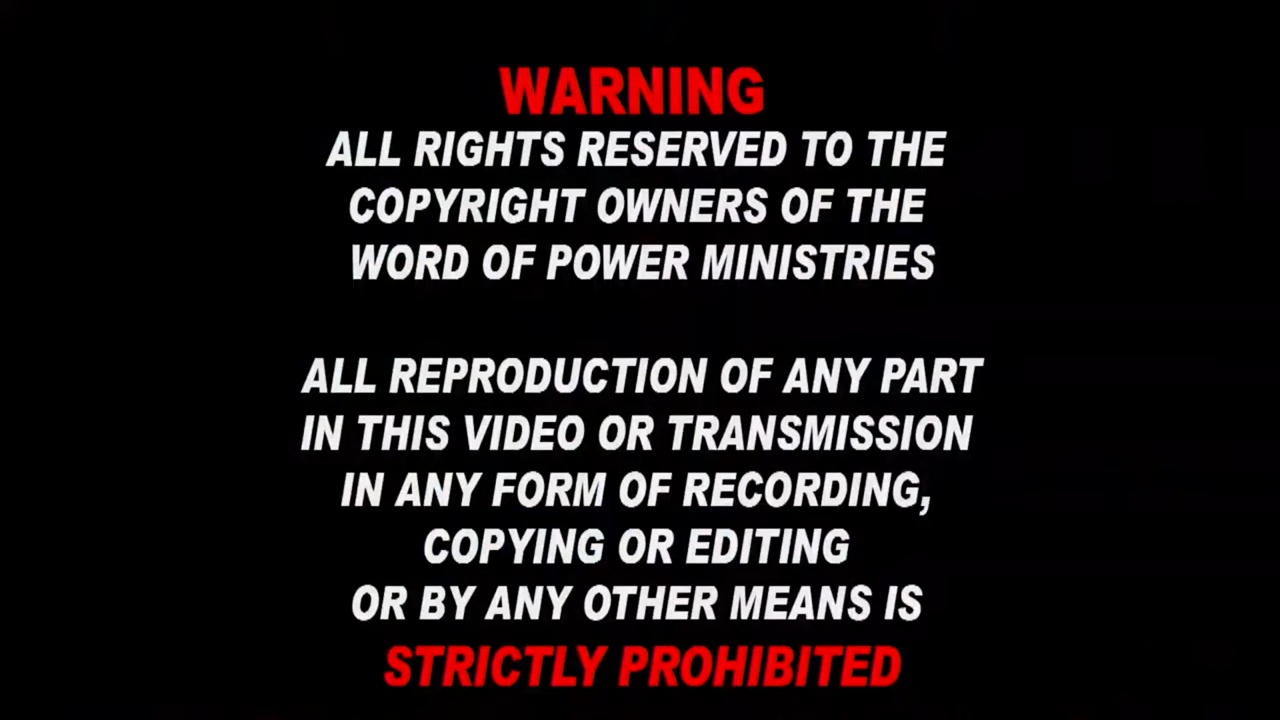 WARNING
ALL RIGHTS RESERVED TO THE
COPYRIGHT OWNERS OF THE
WORD OF POWER MINISTRIES
ALL REPRODUCTION OF ANY PART
IN THIS VIDEO OR TRANSMISSION
IN ANY FORM OF RECORDING,
COPYING OR EDITING
OR BY ANY OTHER MEANS IS
STRICTLY PROHIBITED